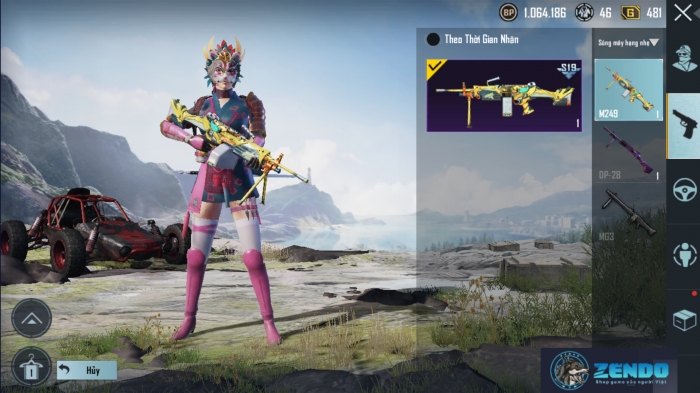 BP 1.064.186 46 G 481
Theo Thời Gian Nhận
Súng máy hạng nhẹ
S19
1
M249
1
DP-28
1
MG3
1
Hủy
ZENDO
Shop game của người Việt